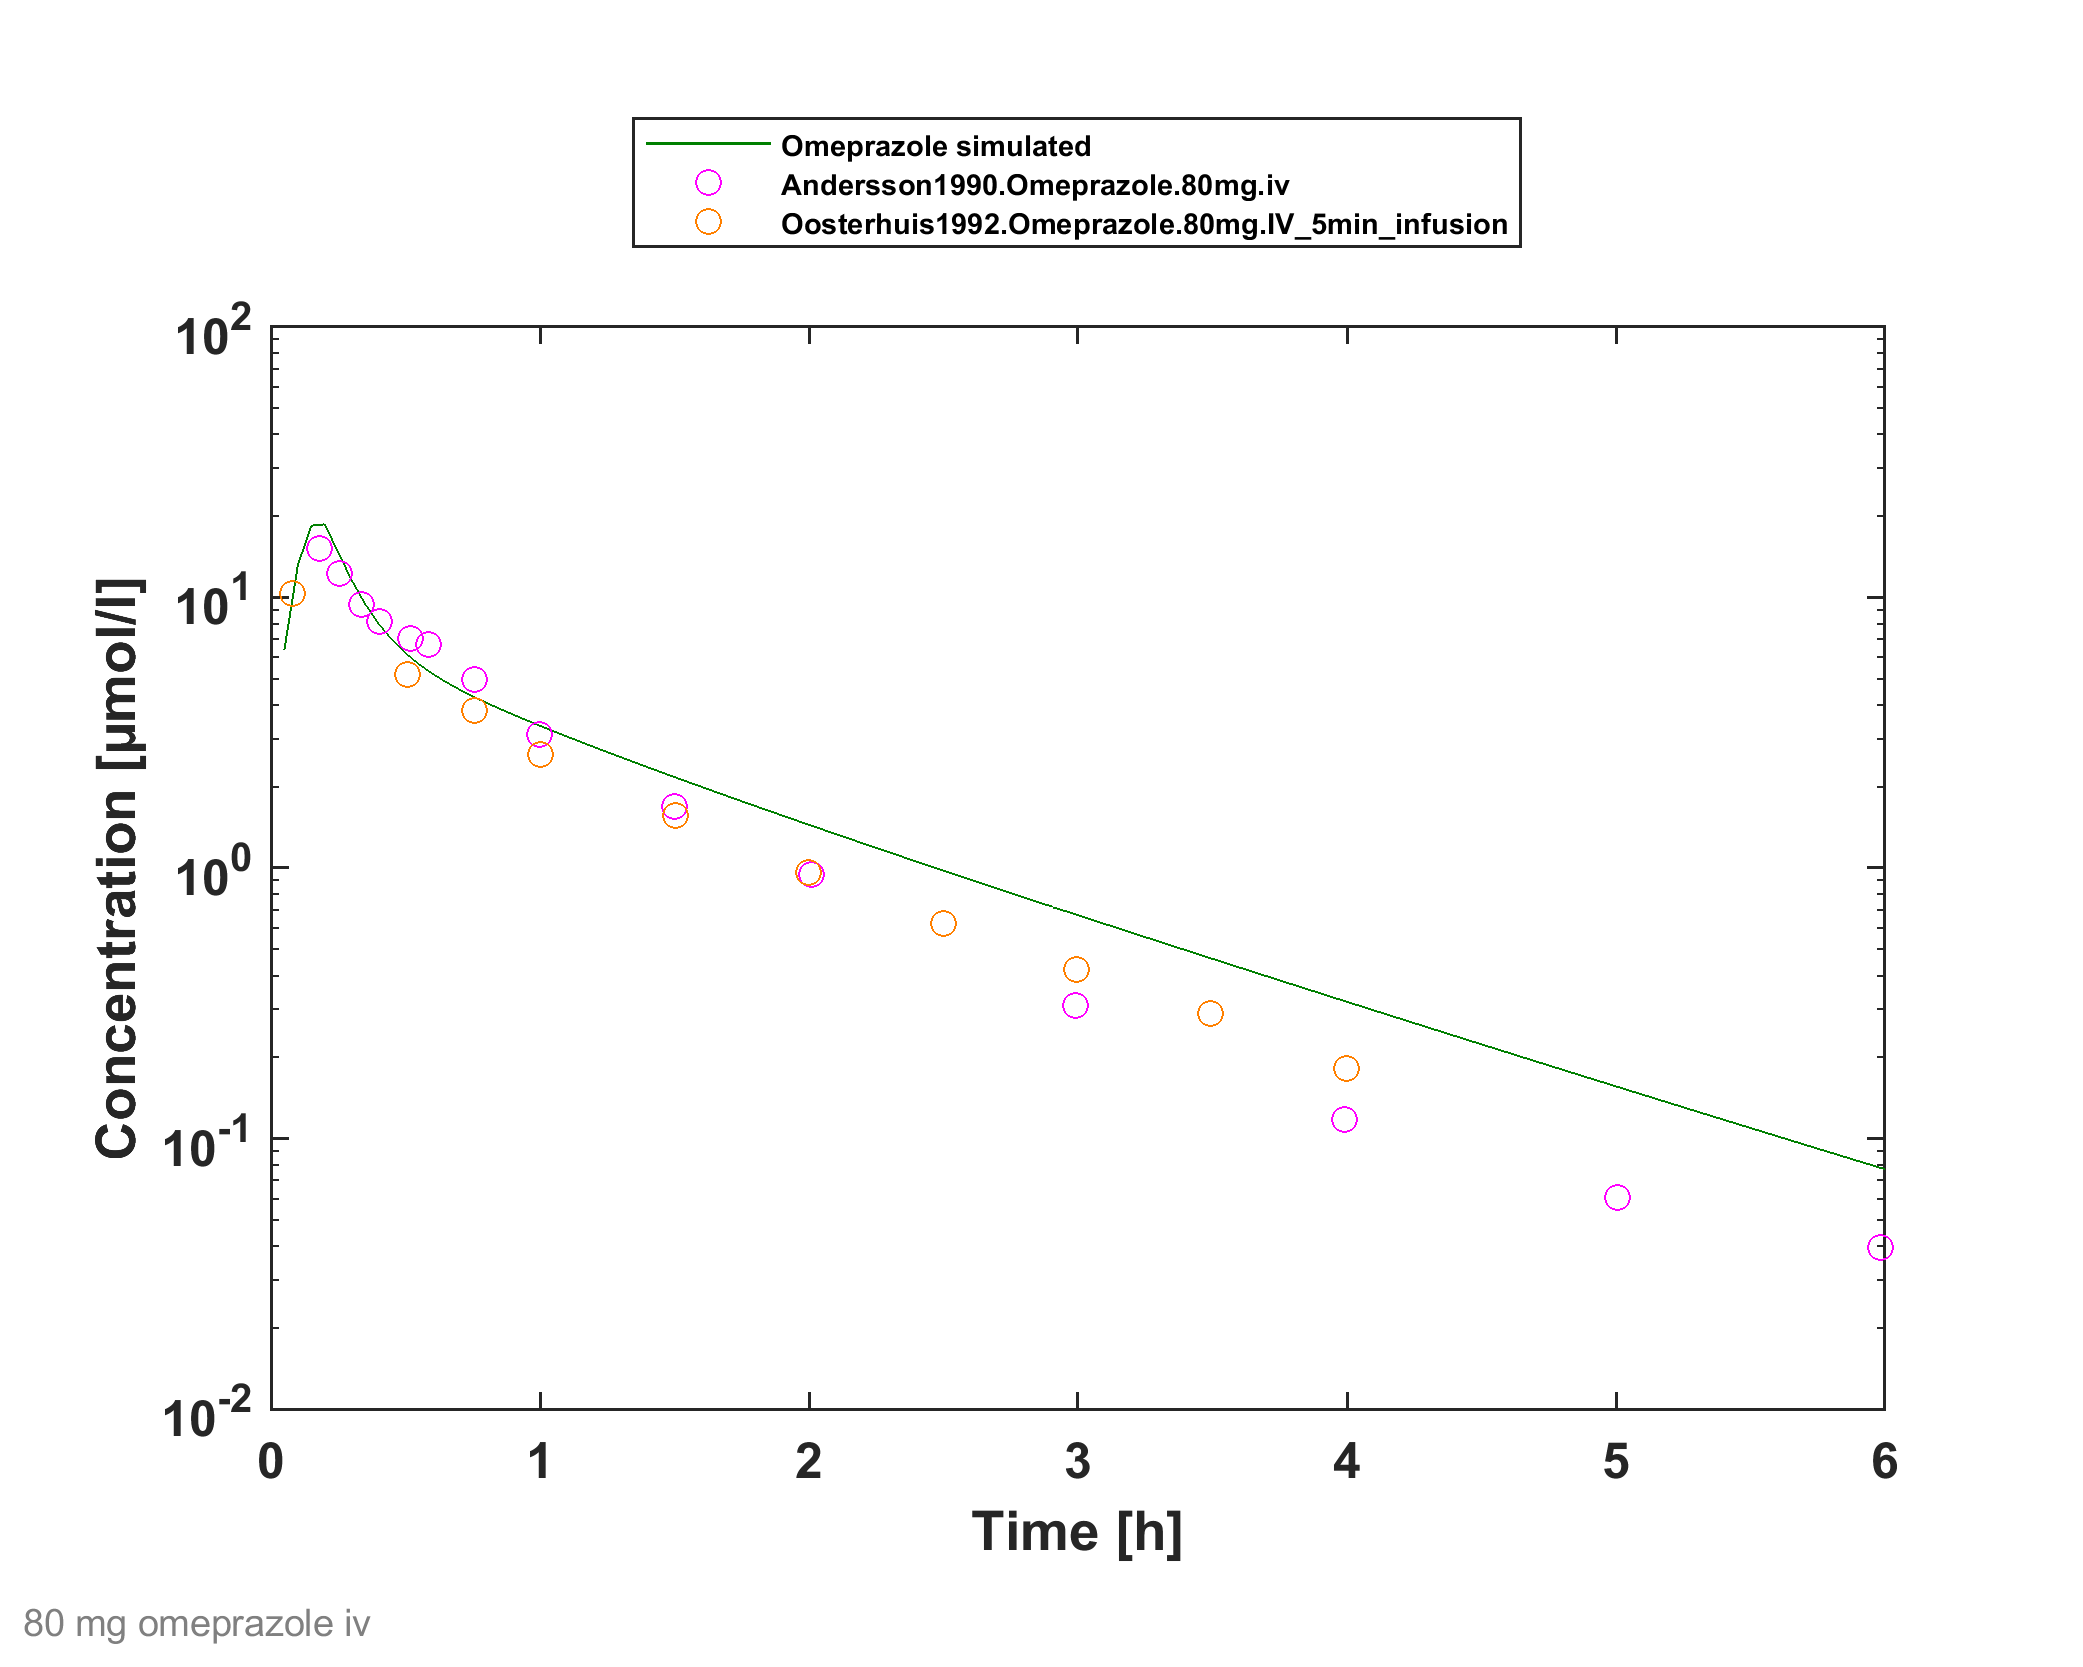 Omeprazole simulated
Andersson1990.Omeprazole.80mg.iv
Oosterhuis1992.Omeprazole.80mg.IV_5min_infusion
10^2
10^1
10^0
10^-1
10^-2
Concentration [µmol/l]
0 1 2 3 4 5 6
Time [h]
80 mg omeprazole iv